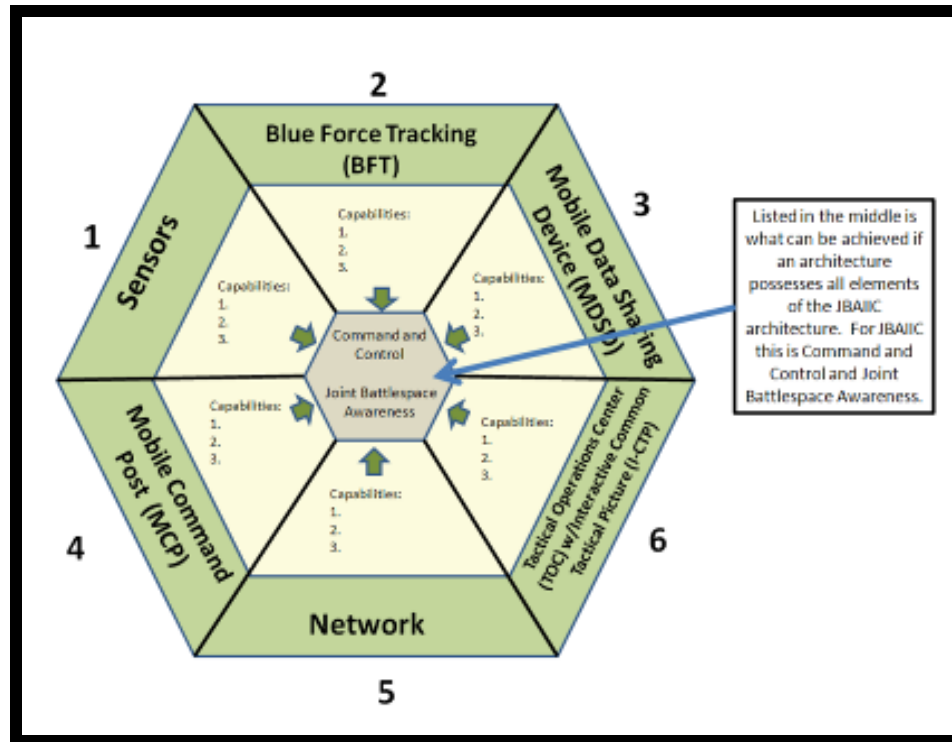 2
Blue Force Tracking
(BFT)
1
Sensors
3
Mobile Data Sharing
Device (MDSD)
Capabilities:
1.
2.
3.
Capabilities:
1.
2.
3.
Capabilities:
1.
2.
3.
Command and
Control
Joint Battlespace
Awareness
Listed in the middle is
what can be achieved if
an architecture
possesses all elements
of the JBAIIC
architecture. For JBAIIC
this is Command and
Control and Joint
Battlespace Awareness.
4
Mobile Command
Post (MCP)
Capabilities:
1.
2.
3.
Capabilities:
1.
2.
3.
Capabilities:
1.
2.
3.
Tactical Operations Center
(TOC) w/Interactive Common
Tactical Picture (I-CTP)
6
Network
5